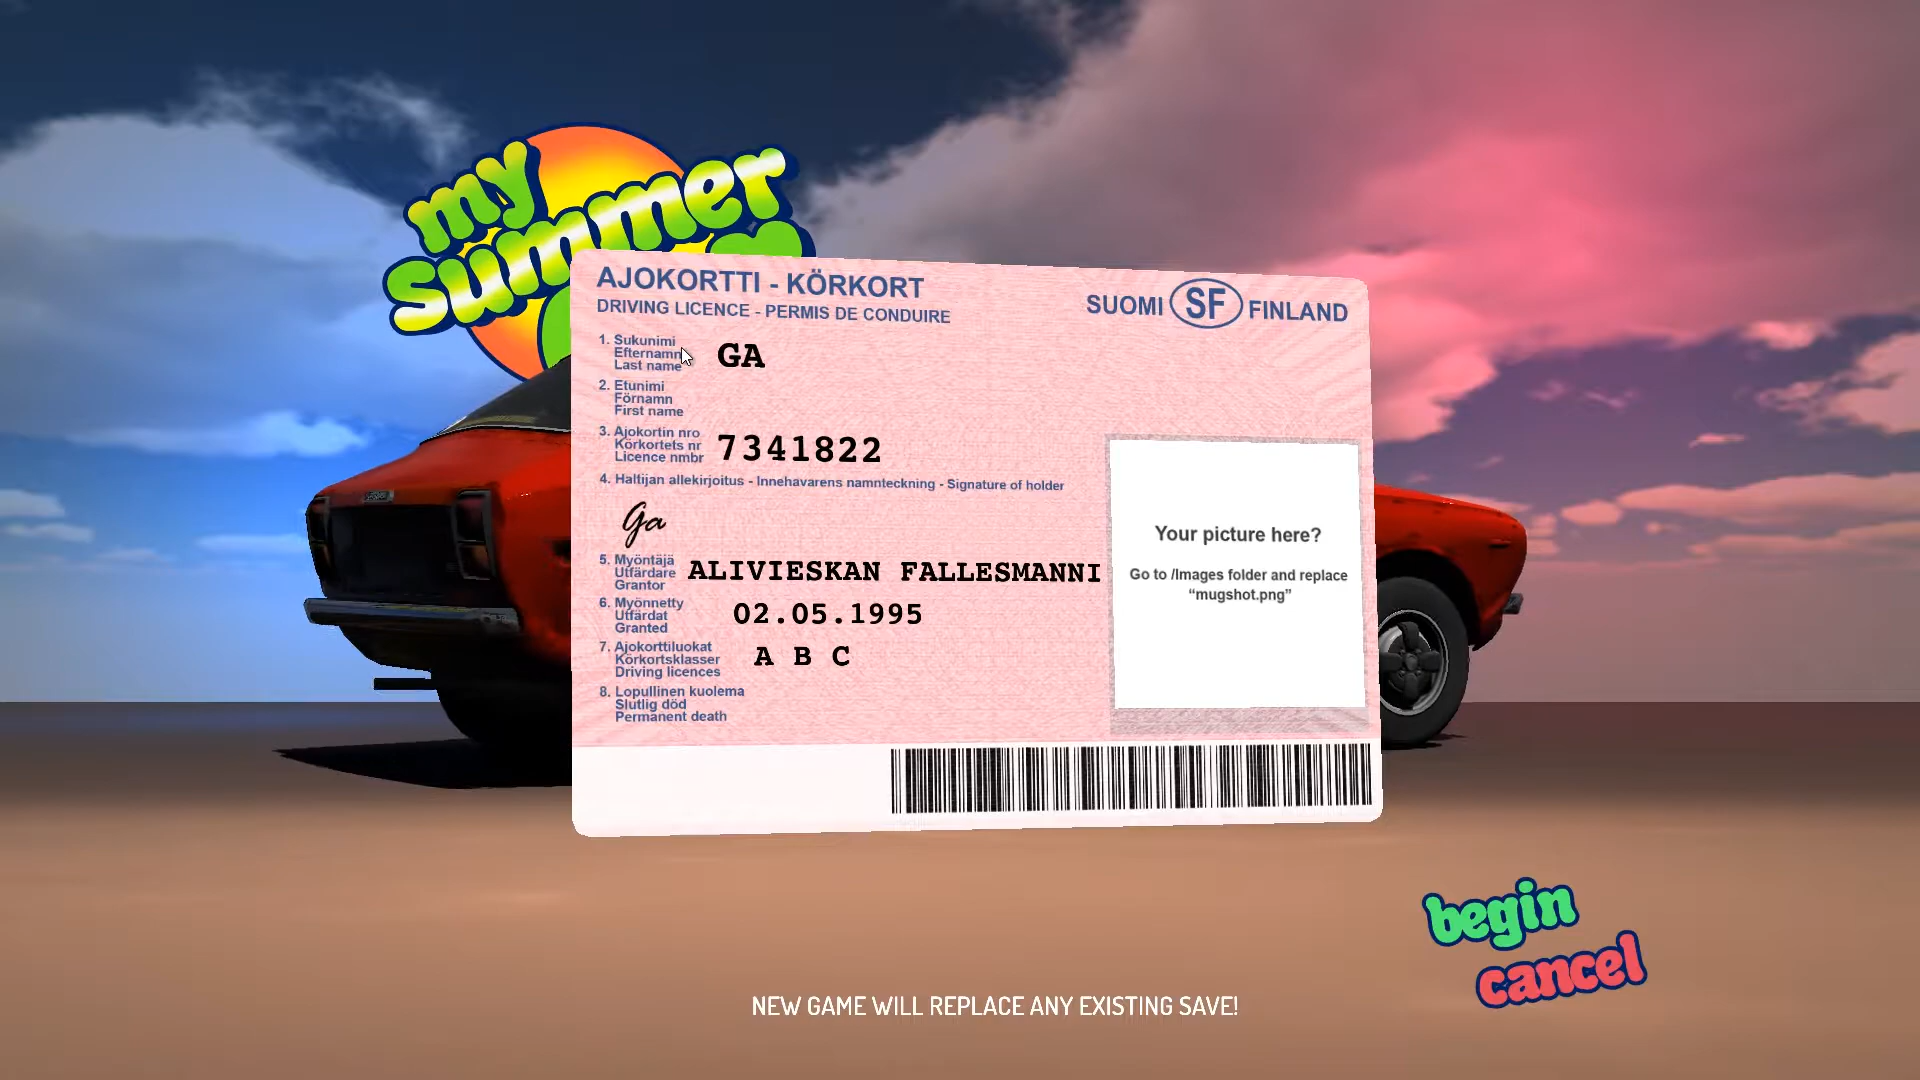 my
summer
AJOKORTTI - KÖRKORT
DRIVING LICENCE - PERMIS DE CONDUIRE
SUOMI SF FINLAND
1. Sukunimi
Efternamn
Last name
GA
2. Etunimi
Förnamn
First name
3. Ajokortin nro
Körkortets nr
Licence nmbr
7341822
4. Haltijan allekirjoitus - Innehavarens namnteckning - Signature of holder
Ga
5. Myöntäjä
Utfärdare
Grantor
ALIVIESKAN FALLESMANNI
6. Myönnetty
Utfärdat
Granted
02.05.1995
7. Ajokorttiluokat
Körkortsklasser
Driving licences
A B C
8. Lopullinen kuolema
Slutlig död
Permanent death
Your picture here?
Go to /Images folder and replace
“mugshot.png”
begin
cancel
NEW GAME WILL REPLACE ANY EXISTING SAVE!